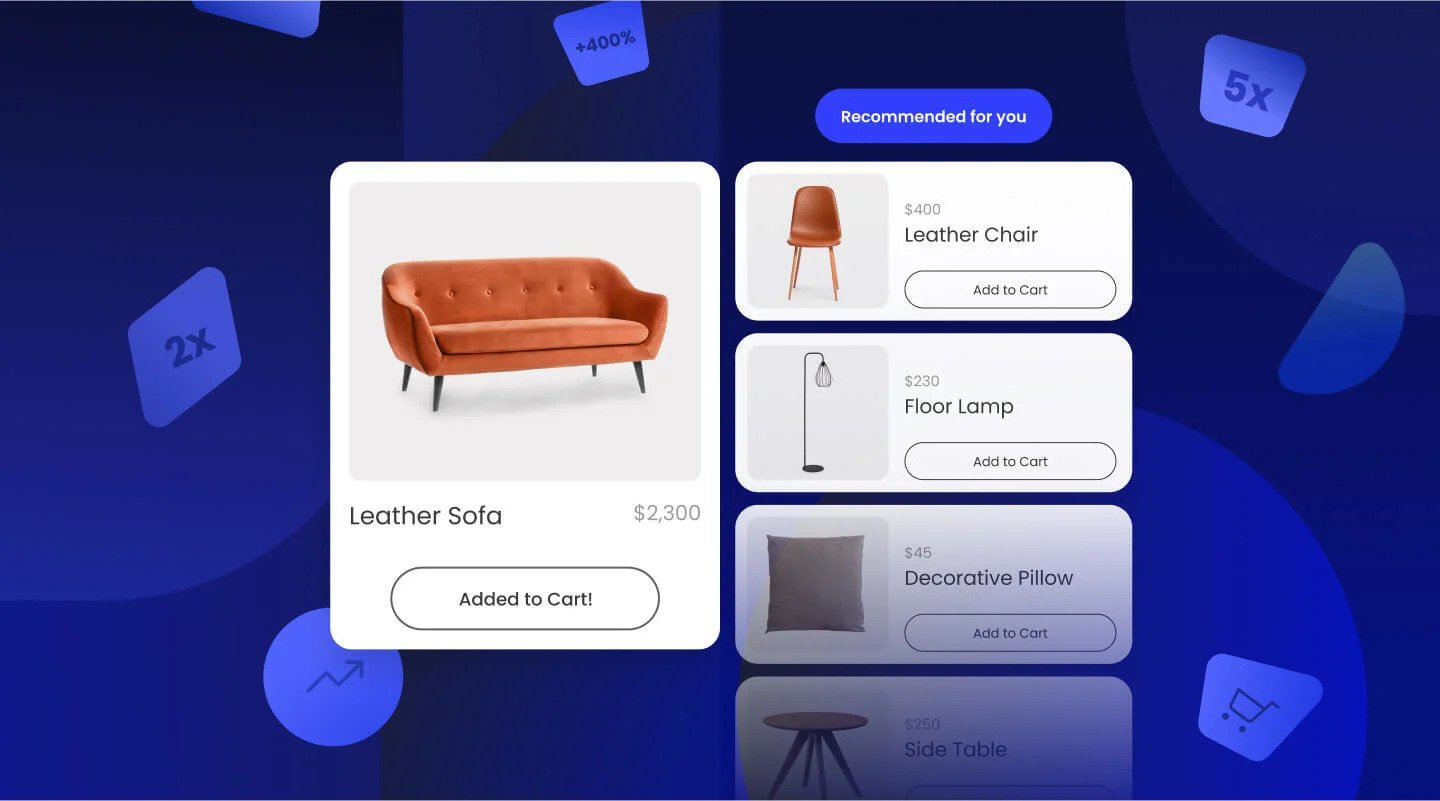 +400%
5x
Recommended for you
$400
Leather Chair
Add to Cart
$230
Floor Lamp
Add to Cart
2x
Leather Sofa
$2,300
Added to Cart!
$45
Decorative Pillow
Add to Cart
$250
Side Table